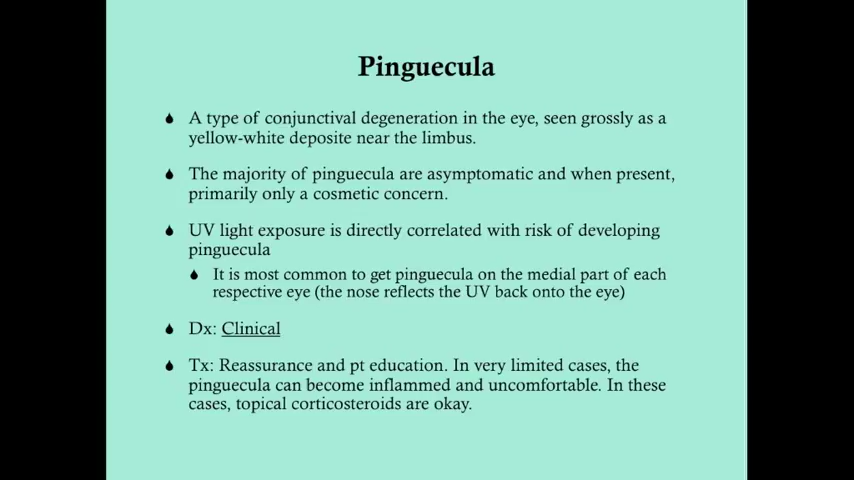 Pinguecula
A type of conjunctival degeneration in the eye, seen grossly as a
yellow-white deposite near the limbus.
The majority of pinguecula are asymptomatic and when present,
primarily only a cosmetic concern.
UV light exposure is directly correlated with risk of developing
pinguecula
It is most common to get pinguecula on the medial part of each
respective eye (the nose reflects the UV back onto the eye)
Dx: Clinical
Tx: Reassurance and pt education. In very limited cases, the
pinguecula can become inflammed and uncomfortable. In these
cases, topical corticosteroids are okay.